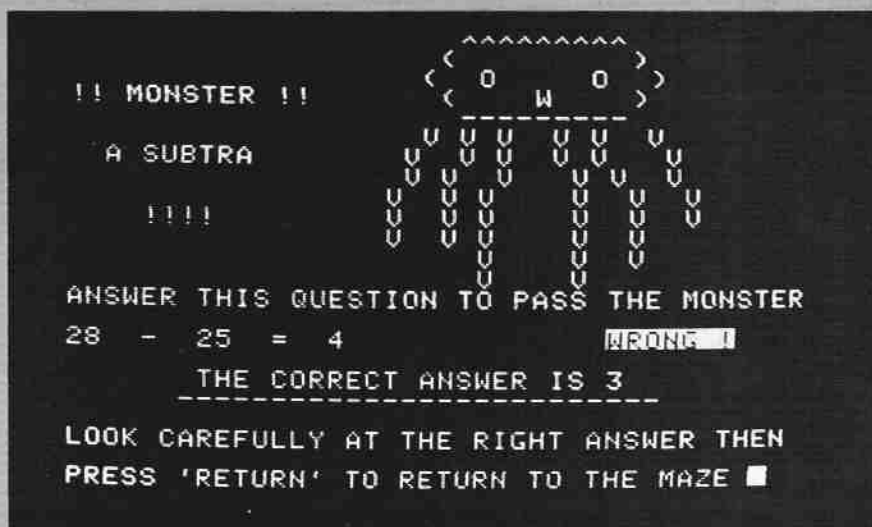 !! MONSTER !!
A SUBTRA
!!!!
ANSWER THIS QUESTION TO PASS THE MONSTER
28 - 25 = 4 WRONG !
THE CORRECT ANSWER IS 3
LOOK CAREFULLY AT THE RIGHT ANSWER THEN
PRESS 'RETURN' TO RETURN TO THE MAZE